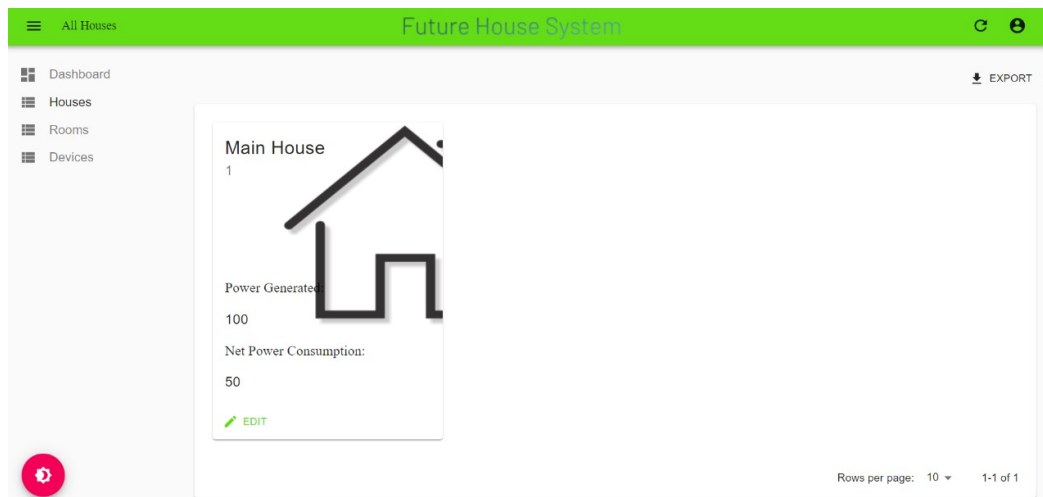 All Houses
Future House System
Dashboard
Houses
Rooms
Devices
EXPORT
Main House
1
Power Generated:
100
Net Power Consumption:
50
EDIT
Rows per page: 10 1-1 of 1